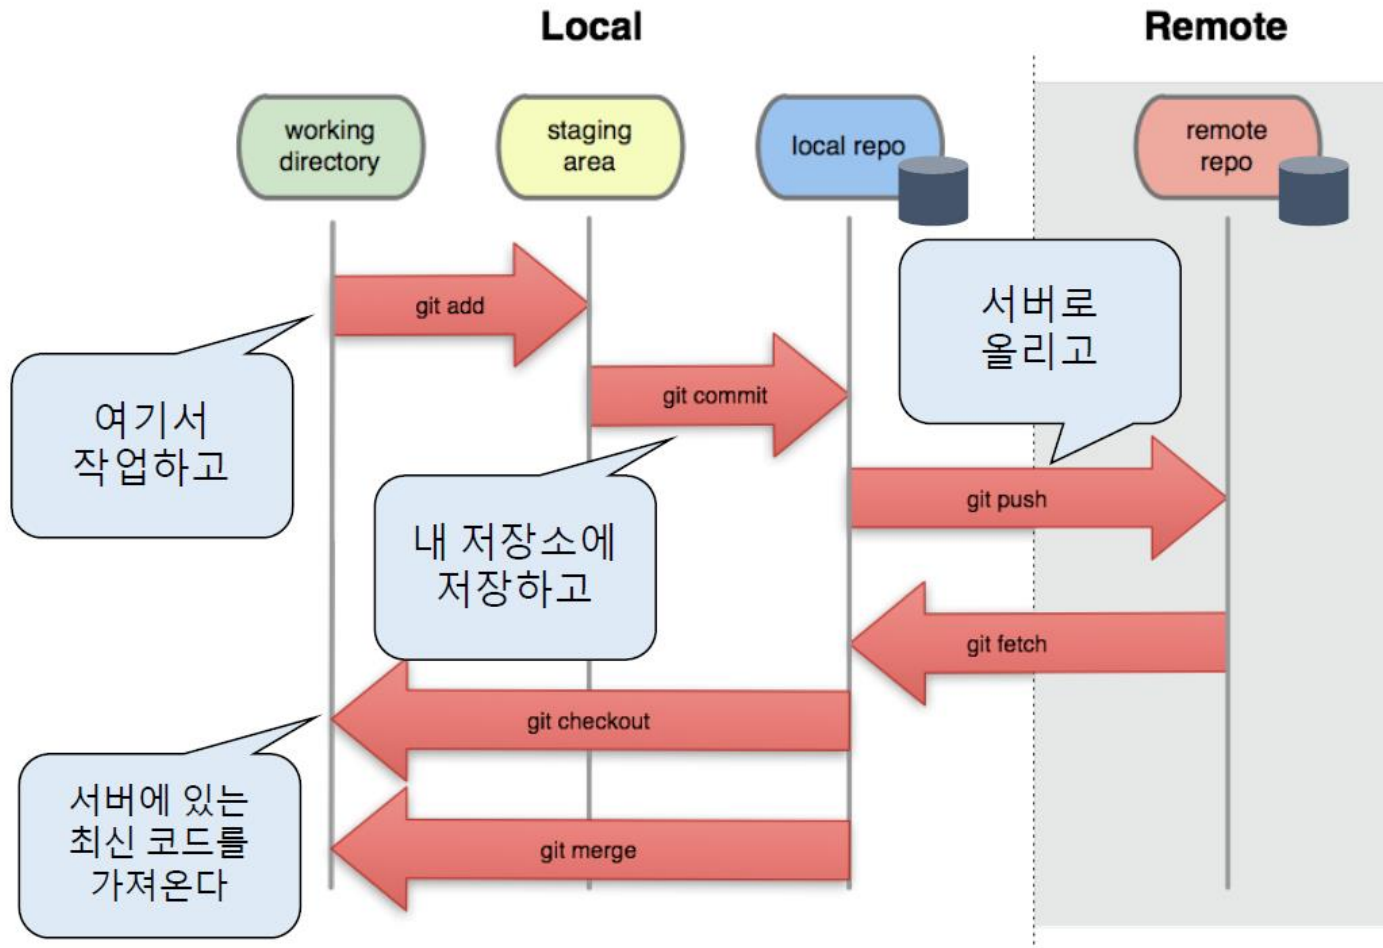 Local
Remote
working
directory
staging
area
local repo
remote
repo
git add
여기서
작업하고
git commit
내 저장소에
저장하고
서버로
올리고
git push
git fetch
git checkout
서버에 있는
최신 코드를
가져온다
git merge